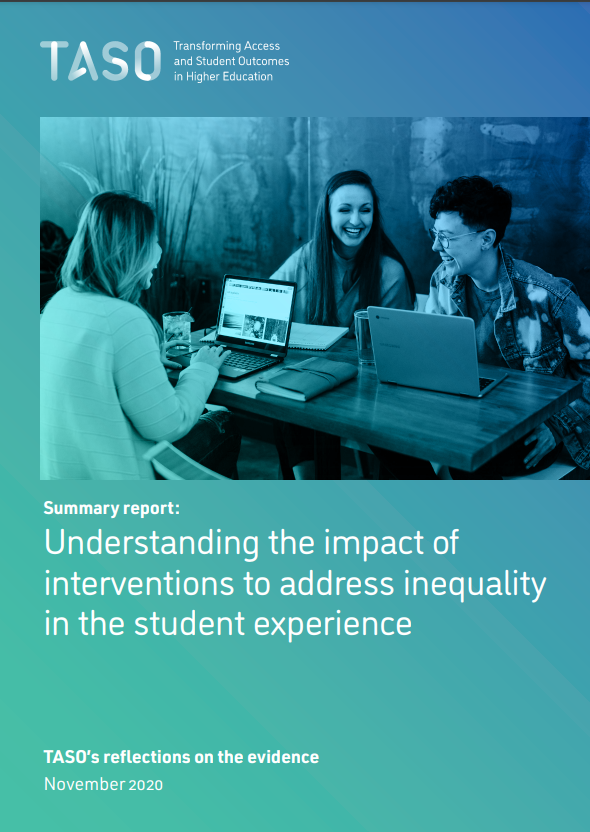 TASO
Transforming Access
and Student Outcomes
in Higher Education
Summary report:
Understanding the impact of
interventions to address inequality
in the student experience
TASO's reflections on the evidence
November 2020